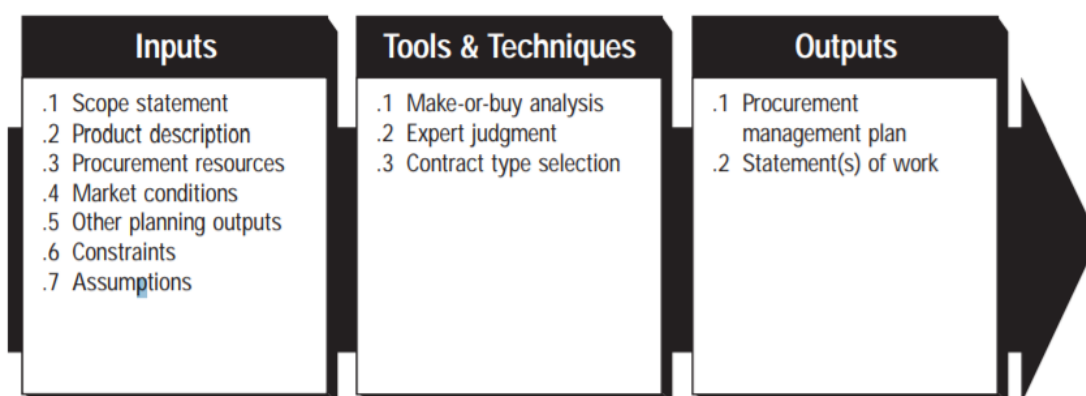 Inputs
.1 Scope statement
.2 Product description
.3 Procurement resources
.4 Market conditions
.5 Other planning outputs
.6 Constraints
.7 Assumptions
Tools & Techniques
.1 Make-or-buy analysis
.2 Expert judgment
.3 Contract type selection
Outputs
.1 Procurement
management plan
.2 Statement(s) of work